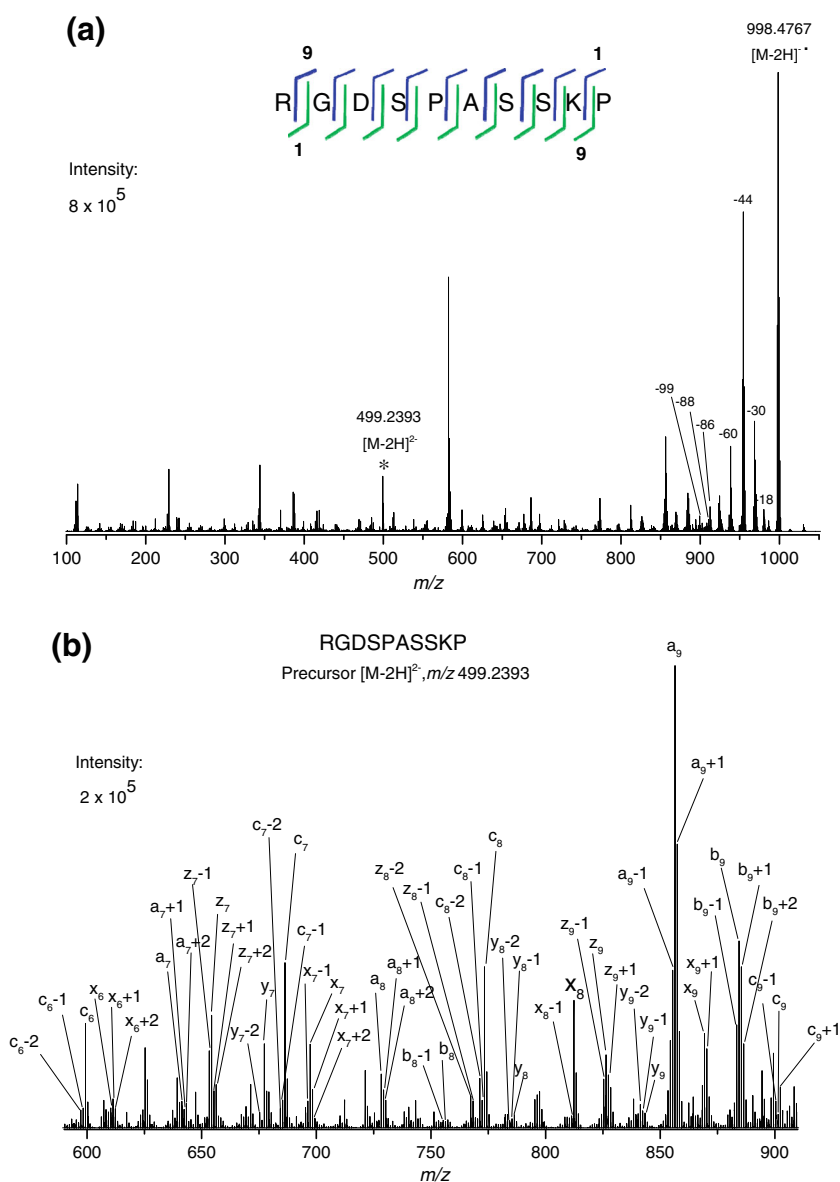 (a)
998.4767
[M-2H]⁻˙
9 1
RGDSPASSKP
1 9
Intensity:
8 x 10⁵
-44
-99
-88
-86
-60
-30
-18
499.2393
[M-2H]²⁻
*
100 200 300 400 500 600 700 800 900 1000
m/z
(b)
RGDSPASSKP
Precursor [M-2H]²⁻, m/z 499.2393
Intensity:
2 x 10⁵
a₉
a₉+1
c₇-2
c₇
c₈
z₇-1
z₈-2
c₈-1
z₈-1
c₈-2
a₉-1
b₉
b₉+1
a₇+1
z₇
z₇+1
a₇+2
z₇+2
c₇-1
b₉-1
b₉+2
a₇
x₇-1
x₇
a₈
a₈+1
a₈+2
y₈-2
y₈-1
z₉-1
z₉
z₉+1
x₉+1
x₉
c₉-1
c₉
c₆-1
c₆
x₆
x₆+1
x₆+2
y₇
y₇-2
x₇+1
x₇+2
x₈-1
x₈
y₉-2
y₉-1
c₆-2
b₈-1
b₈
y₈
y₉
c₉+1
600 650 700 750 800 850 900
m/z